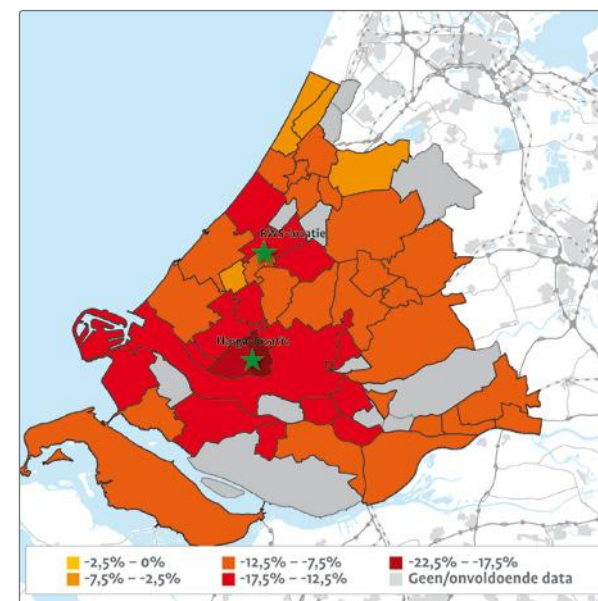 -2,5% – 0%
-12,5% – -7,5%
-22,5% – -17,5%
-7,5% – -2,5%
-17,5% – -12,5%
Geen/onvoldoende data